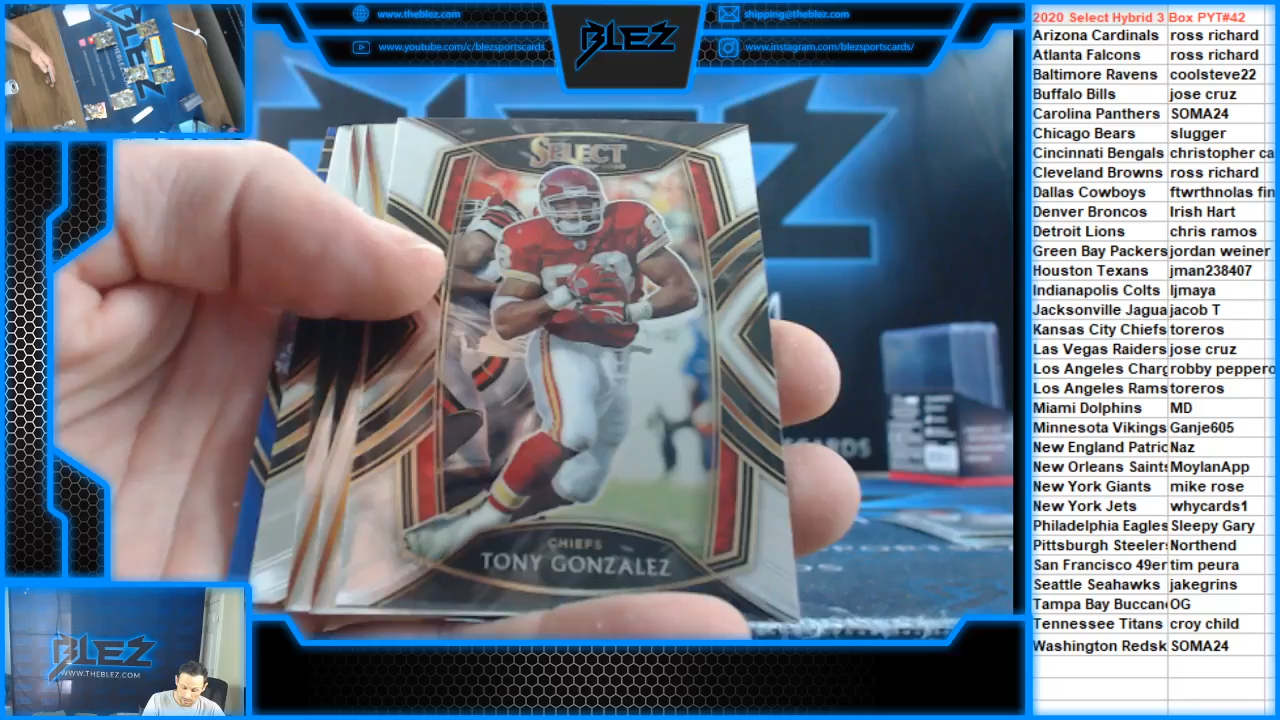 www.theblez.com
www.youtube.com/c/blezsportscards
BLEZ
shipping@theblez.com
www.instagram.com/blezsportscards/
SELECT
CHIEFS
TONY GONZALEZ
BLEZ
BLEZ
WWW.THEBLEZ.COM
2020 Select Hybrid 3 Box PYT#42
Arizona Cardinals ross richard
Atlanta Falcons ross richard
Baltimore Ravens coolsteve22
Buffalo Bills jose cruz
Carolina Panthers SOMA24
Chicago Bears slugger
Cincinnati Bengals christopher ca
Cleveland Browns ross richard
Dallas Cowboys ftwrthnolas fin
Denver Broncos Irish Hart
Detroit Lions chris ramos
Green Bay Packers jordan weiner
Houston Texans jman238407
Indianapolis Colts ljmaya
Jacksonville Jagua jacob T
Kansas City Chiefs toreros
Las Vegas Raiders jose cruz
Los Angeles Charg robby peppero
Los Angeles Rams toreros
Miami Dolphins MD
Minnesota Vikings Ganje605
New England Patric Naz
New Orleans Saints MoylanApp
New York Giants mike rose
New York Jets whycards1
Philadelphia Eagles Sleepy Gary
Pittsburgh Steelers Northend
San Francisco 49er tim peura
Seattle Seahawks jakegrins
Tampa Bay Buccane OG
Tennessee Titans croy child
Washington Redsk SOMA24